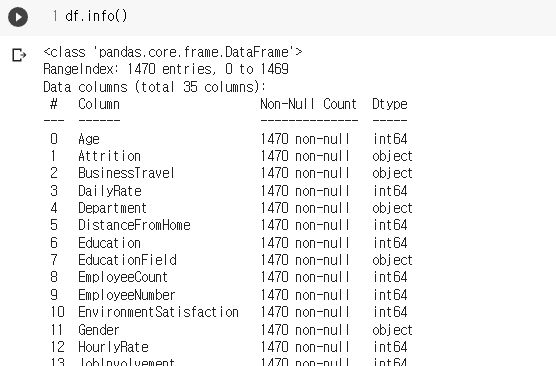 1 df.info()
<class 'pandas.core.frame.DataFrame'>
RangeIndex: 1470 entries, 0 to 1469
Data columns (total 35 columns):
# Column Non-Null Count Dtype
--- ------ -------------- -----
0 Age 1470 non-null int64
1 Attrition 1470 non-null object
2 BusinessTravel 1470 non-null object
3 DailyRate 1470 non-null int64
4 Department 1470 non-null object
5 DistanceFromHome 1470 non-null int64
6 Education 1470 non-null int64
7 EducationField 1470 non-null object
8 EmployeeCount 1470 non-null int64
9 EmployeeNumber 1470 non-null int64
10 EnvironmentSatisfaction 1470 non-null int64
11 Gender 1470 non-null object
12 HourlyRate 1470 non-null int64
13 JobInvolvement 1470 non-null int64